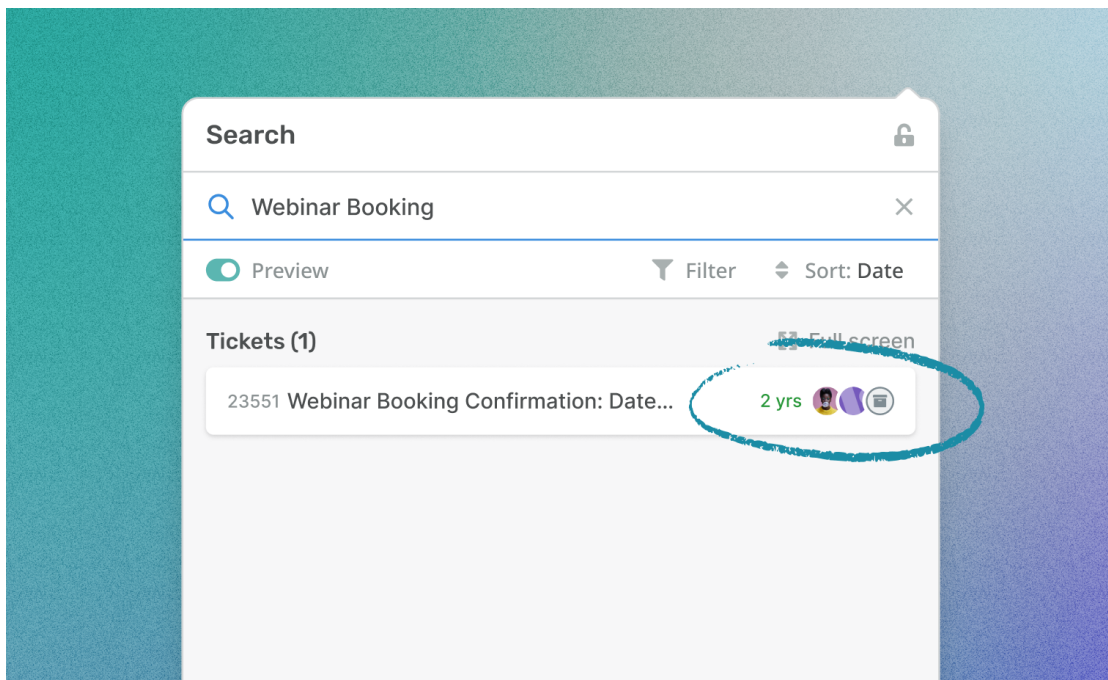 Search
Webinar Booking
Preview Filter Sort: Date
Tickets (1) Full screen
23551 Webinar Booking Confirmation: Date... 2 yrs